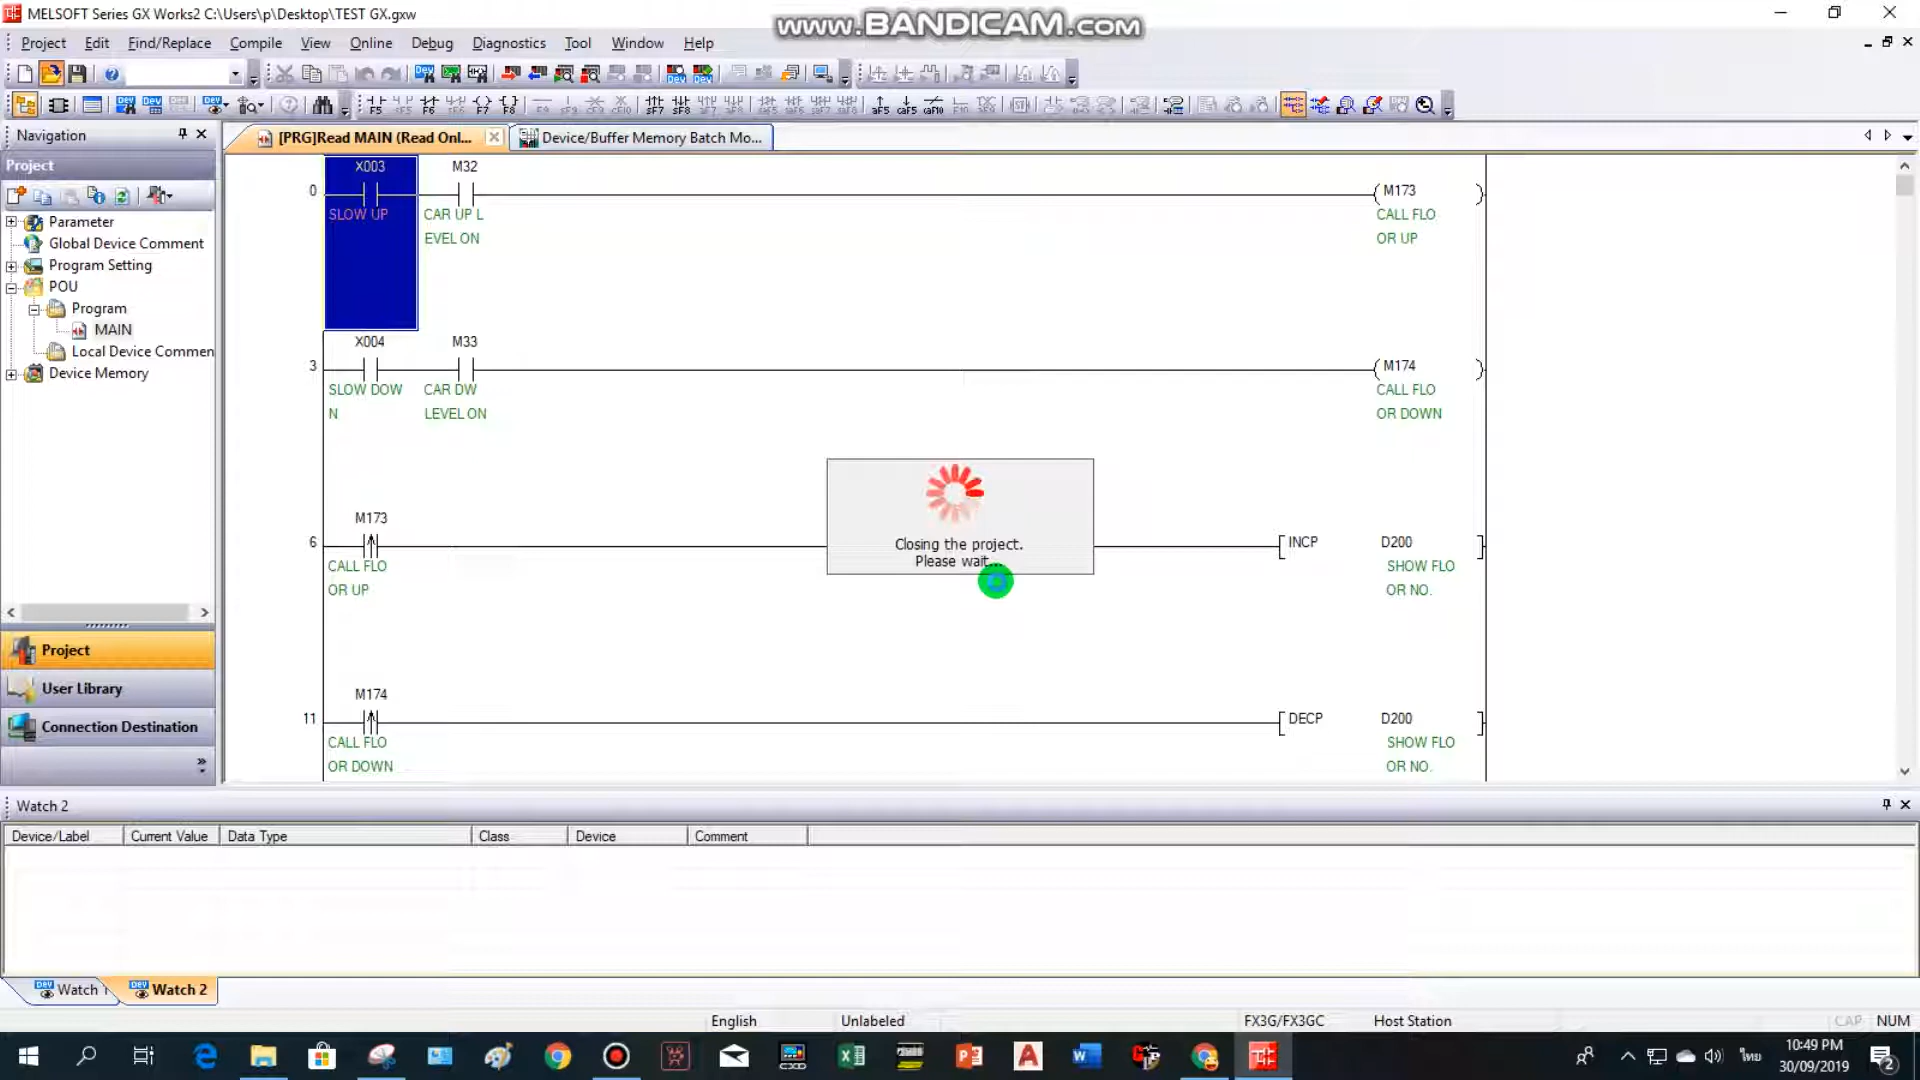 MELSOFT Series GX Works2 C:\Users\p\Desktop\TEST GX.gxw
www.BANDICAM.com
Project Edit Find/Replace Compile View Online Debug Diagnostics Tool Window Help
Navigation
[PRG]Read MAIN (Read Onl...
Device/Buffer Memory Batch Mo...
Project
Parameter
Global Device Comment
Program Setting
POU
Program
MAIN
Local Device Commen
Device Memory
Project
User Library
Connection Destination
X003 M32
0 M173
SLOW UP CAR UP L CALL FLO
EVEL ON OR UP
X004 M33
3 M174
SLOW DOW CAR DW CALL FLO
N LEVEL ON OR DOWN
Closing the project.
Please wait...
M173
6 INCP D200
CALL FLO SHOW FLO
OR UP OR NO.
M174
11 DECP D200
CALL FLO SHOW FLO
OR DOWN OR NO.
Watch 2
Device/Label Current Value Data Type Class Device Comment
Watch 1 Watch 2
English Unlabeled FX3G/FX3GC Host Station CAP NUM
ไทย
10:49 PM
30/09/2019
2